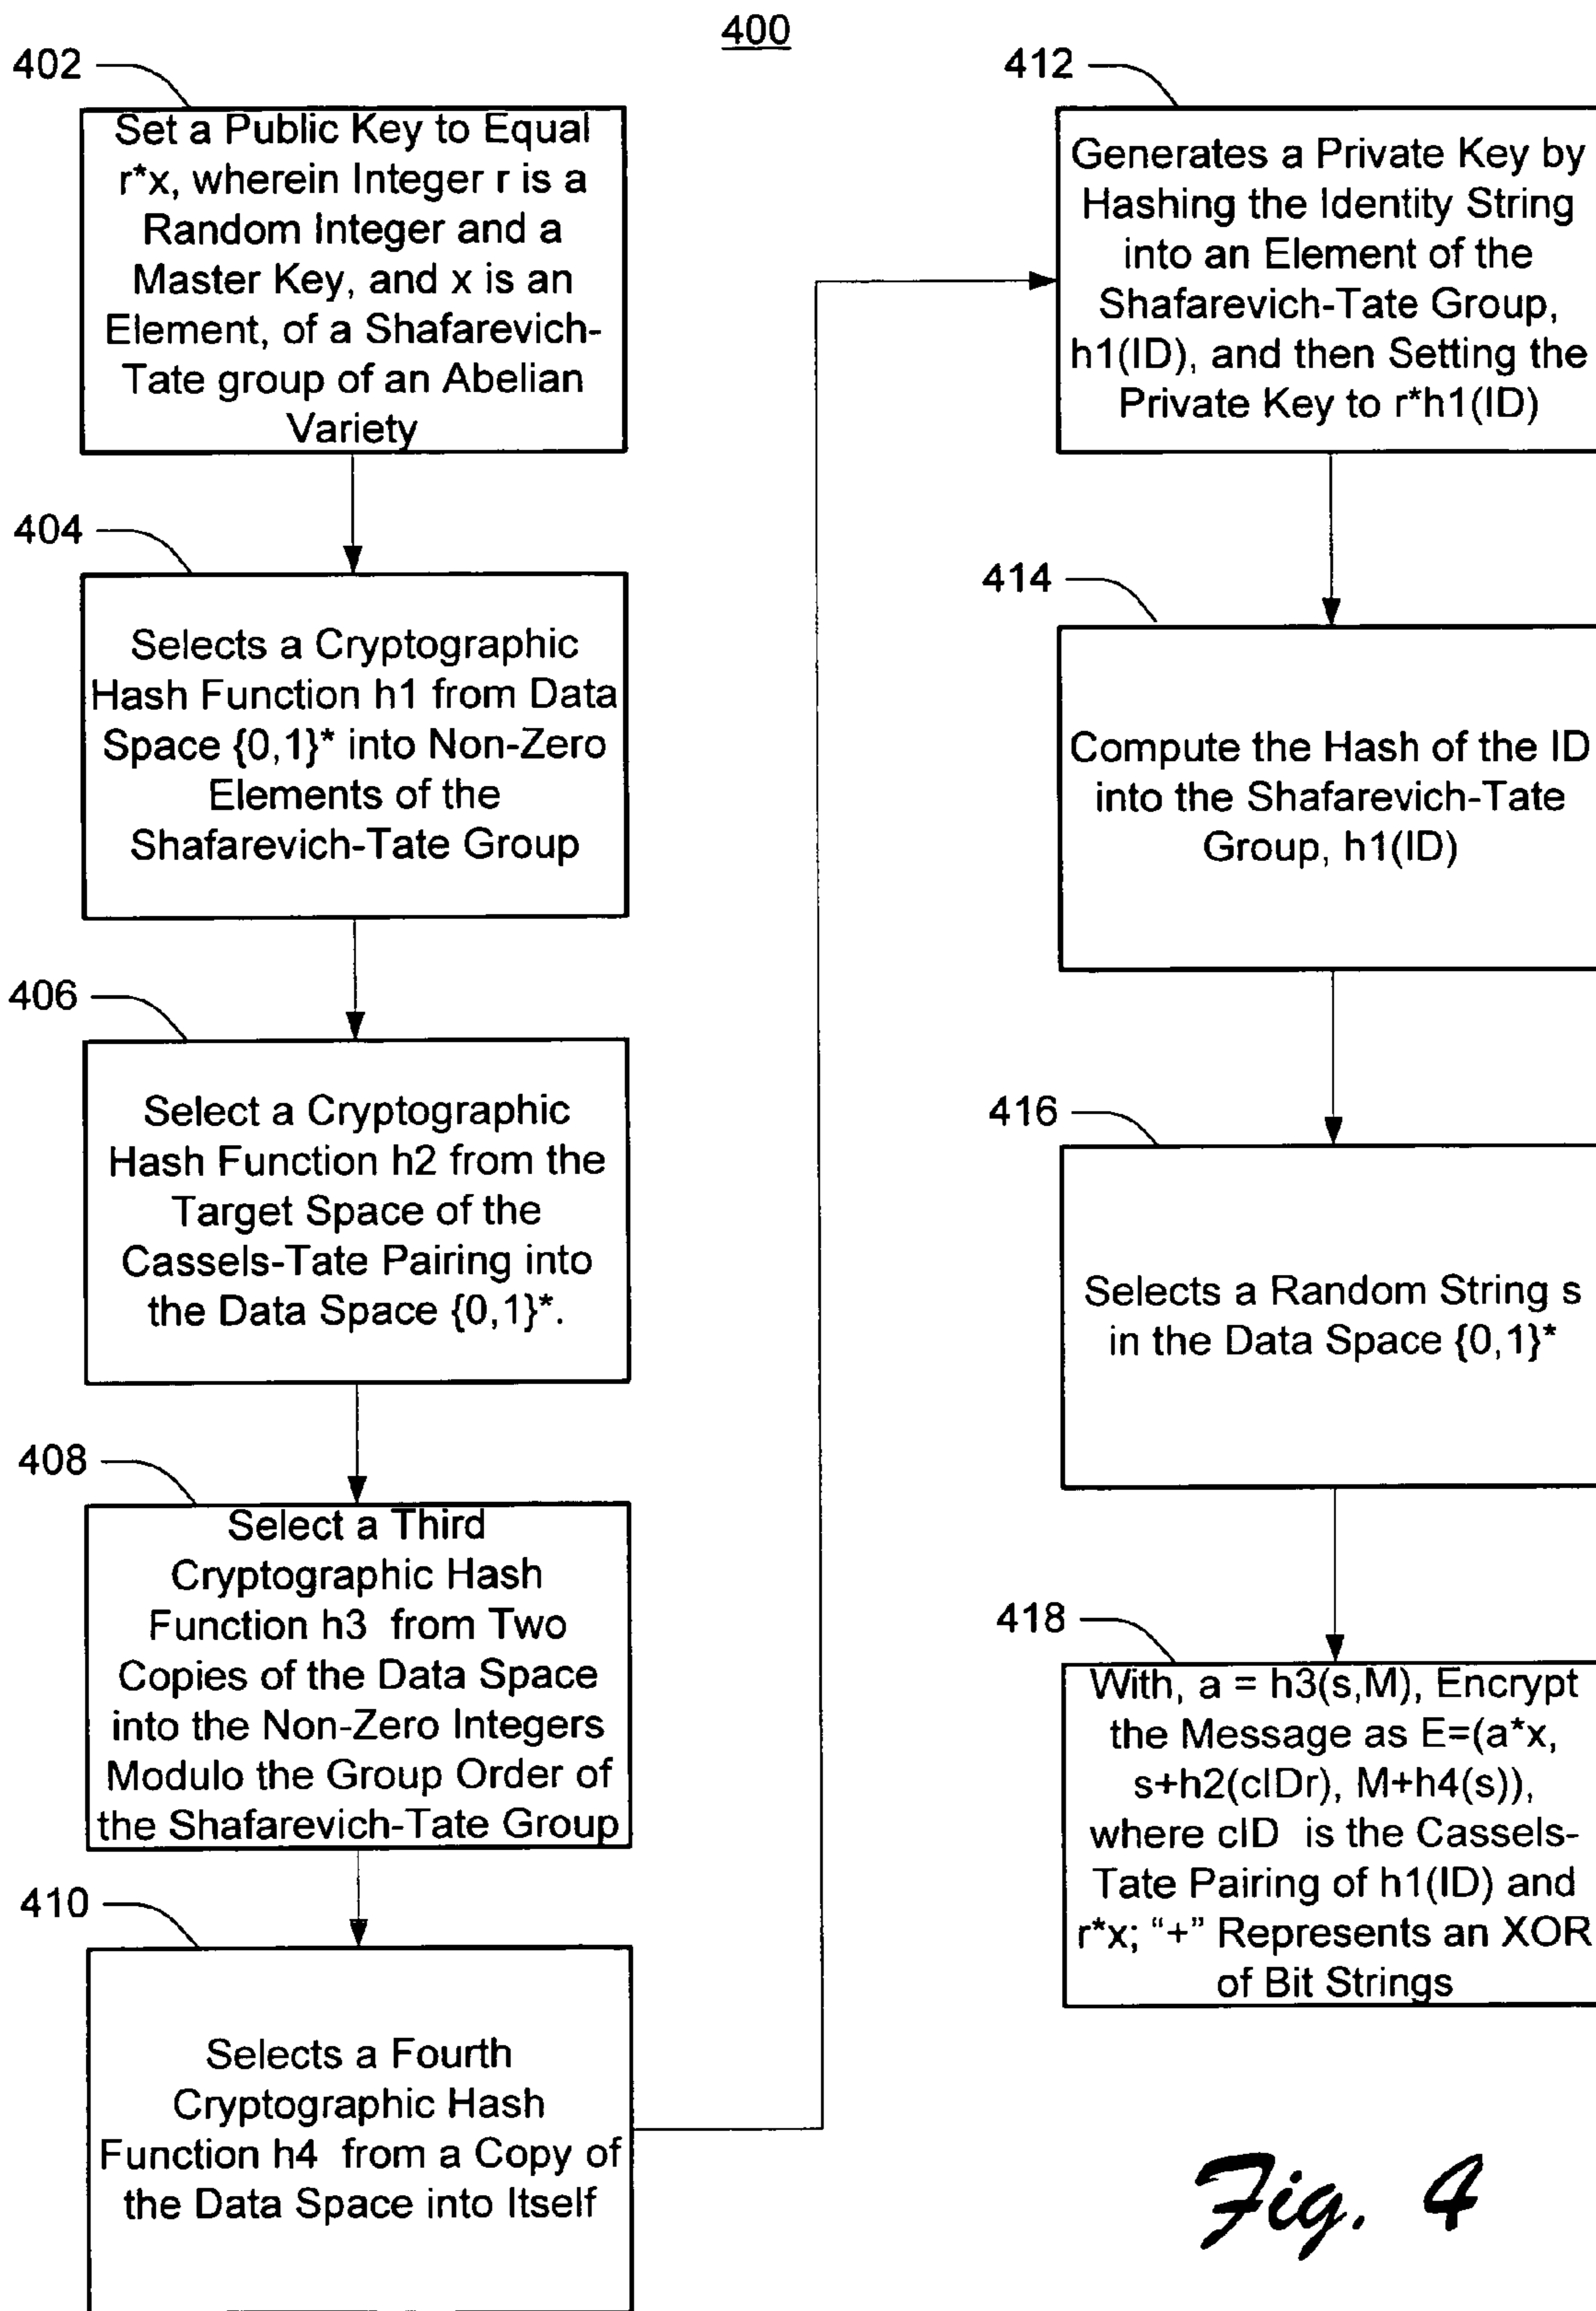 400
402
Set a Public Key to Equal
r*x, wherein Integer r is a
Random Integer and a
Master Key, and x is an
Element, of a Shafarevich-
Tate group of an Abelian
Variety
404
Selects a Cryptographic
Hash Function h1 from Data
Space {0,1}* into Non-Zero
Elements of the
Shafarevich-Tate Group
406
Select a Cryptographic
Hash Function h2 from the
Target Space of the
Cassels-Tate Pairing into
the Data Space {0,1}*.
408
Select a Third
Cryptographic Hash
Function h3 from Two
Copies of the Data Space
into the Non-Zero Integers
Modulo the Group Order of
the Shafarevich-Tate Group
410
Selects a Fourth
Cryptographic Hash
Function h4 from a Copy of
the Data Space into Itself
412
Generates a Private Key by
Hashing the Identity String
into an Element of the
Shafarevich-Tate Group,
h1(ID), and then Setting the
Private Key to r*h1(ID)
414
Compute the Hash of the ID
into the Shafarevich-Tate
Group, h1(ID)
416
Selects a Random String s
in the Data Space {0,1}*
418
With, a = h3(s,M), Encrypt
the Message as E=(a*x,
s+h2(cIDr), M+h4(s)),
where cID is the Cassels-
Tate Pairing of h1(ID) and
r*x; “+” Represents an XOR
of Bit Strings
Fig. 4